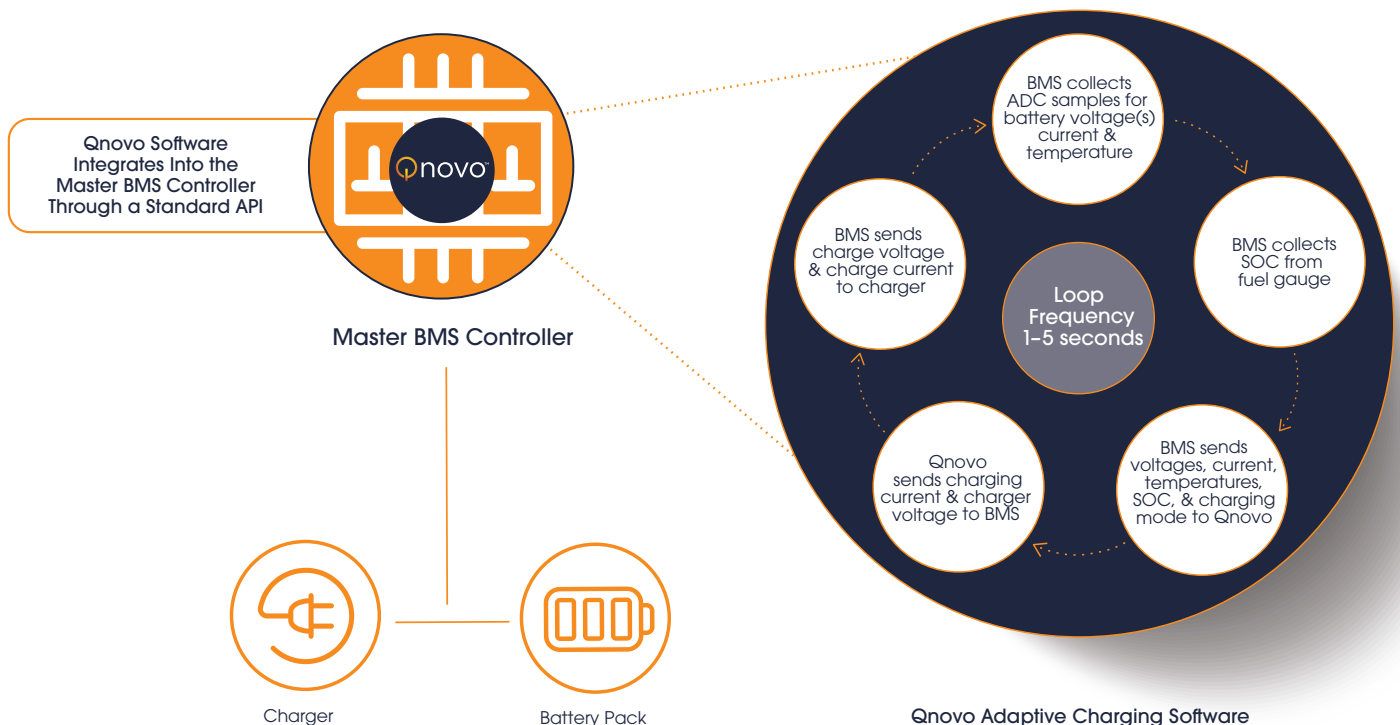 Qnovo Software
Integrates Into the
Master BMS Controller
Through a Standard API
Qnovo™
Master BMS Controller
Charger
Battery Pack
BMS collects
ADC samples for
battery voltage(s)
current &
temperature
BMS collects
SOC from
fuel gauge
BMS sends
voltages, current,
temperatures,
SOC, & charging
mode to Qnovo
Qnovo
sends charging
current & charger
voltage to BMS
BMS sends
charge voltage
& charge current
to charger
Loop
Frequency
1–5 seconds
Qnovo Adaptive Charging Software